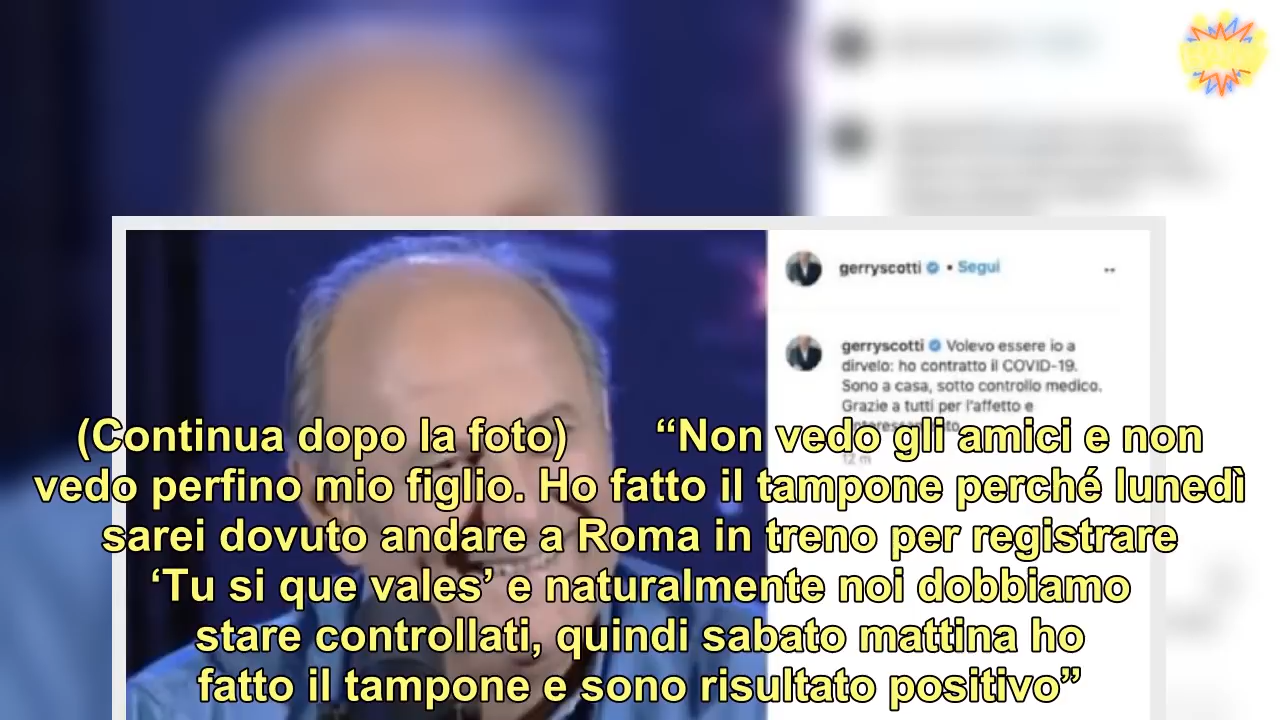 gerryscotti • Segui
gerryscotti Volevo essere io a
dirvelo: ho contratto il COVID-19.
Sono a casa, sotto controllo medico.
Grazie a tutti per l'affetto e
12 m
(Continua dopo la foto) “Non vedo gli amici e non
vedo perfino mio figlio. Ho fatto il tampone perché lunedì
sarei dovuto andare a Roma in treno per registrare
‘Tu si que vales’ e naturalmente noi dobbiamo
stare controllati, quindi sabato mattina ho
fatto il tampone e sono risultato positivo”